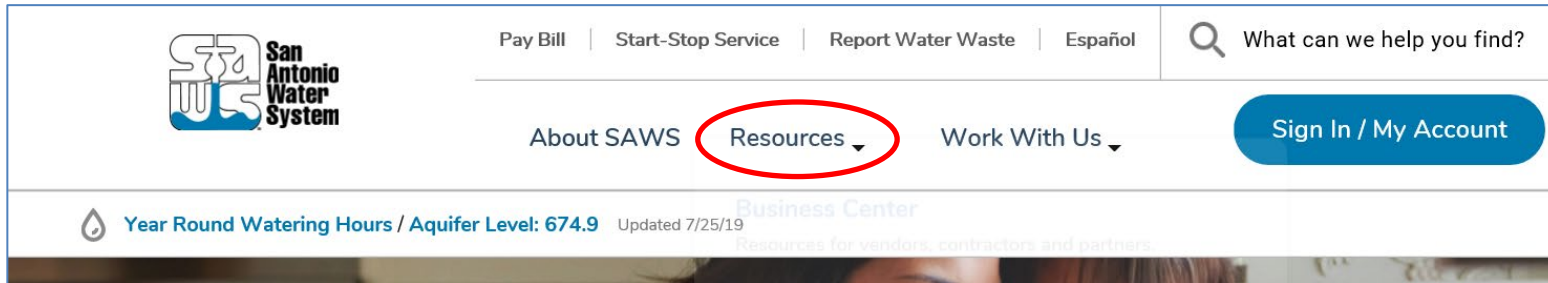 San
Antonio
Water
System
Pay Bill | Start-Stop Service | Report Water Waste | Español
What can we help you find?
About SAWS Resources Work With Us
Sign In / My Account
Business Center
Year Round Watering Hours / Aquifer Level: 674.9 Updated 7/25/19
Resources for vendors, contractors and partners.